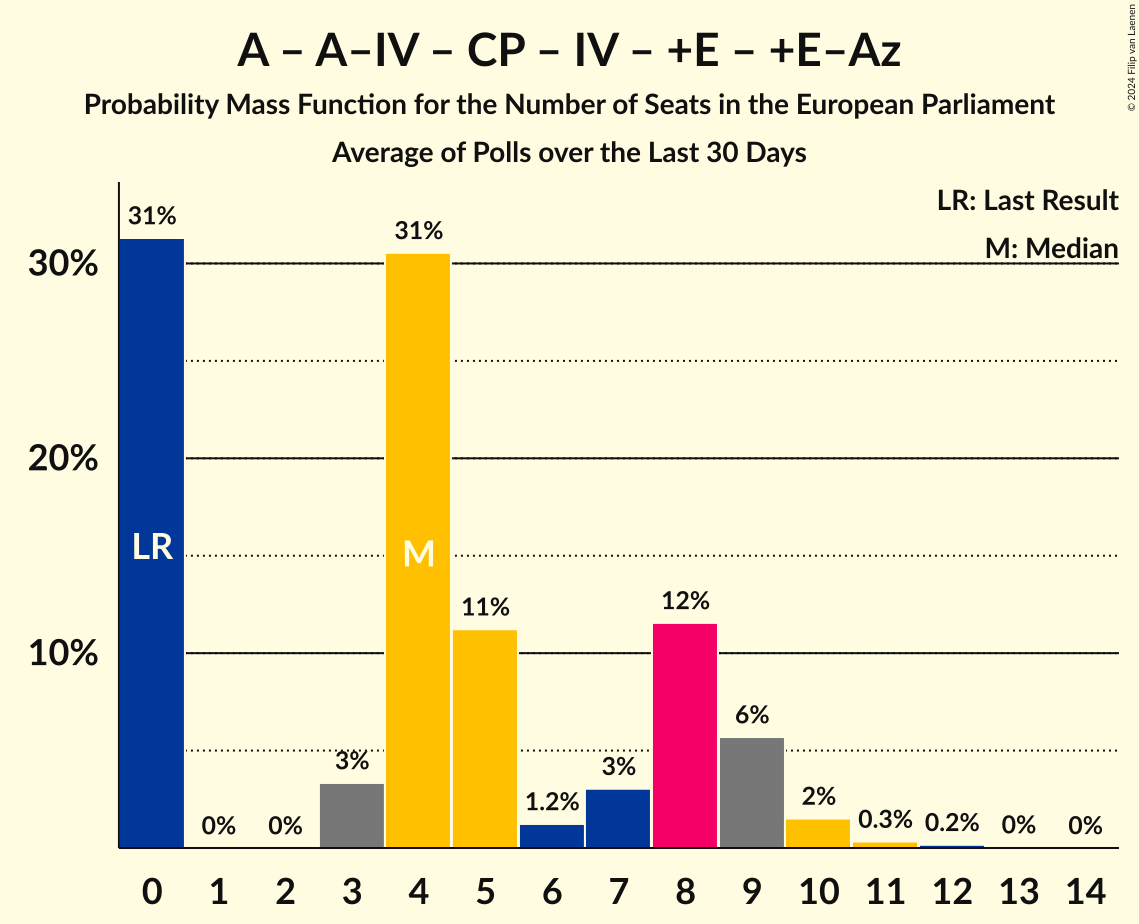 A – A–IV – CP – IV – +E – +E–Az
Probability Mass Function for the Number of Seats in the European Parliament
Average of Polls over the Last 30 Days
© 2024 Filip van Laenen
LR: Last Result
M: Median
31% 0% 0% 3% 31% 11% 1.2% 3% 12% 6% 2% 0.3% 0.2% 0% 0%
30%
20%
10%
LR M
0 1 2 3 4 5 6 7 8 9 10 11 12 13 14